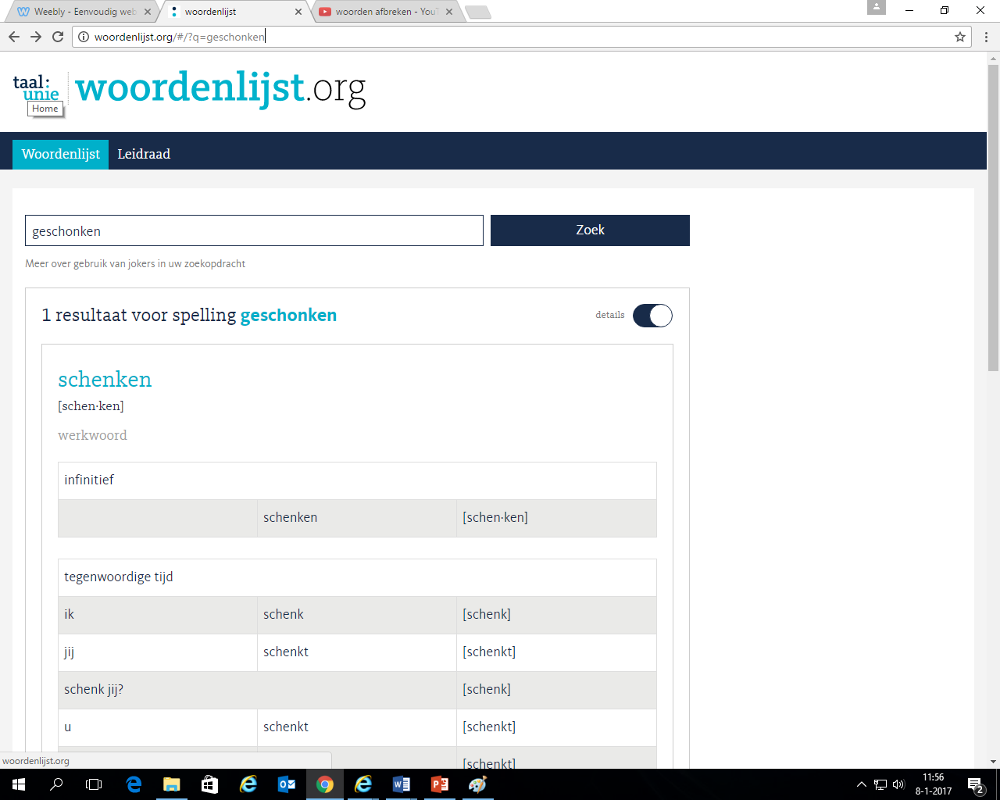 Weebly - Eenvoudig web
woordenlijst
woorden afbreken - YouT
woordenlijst.org/#/?q=geschonken
taal:
unie
woordenlijst.org
Home
Woordenlijst
Leidraad
geschonken
Zoek
Meer over gebruik van jokers in uw zoekopdracht
1 resultaat voor spelling geschonken
details
schenken
[schen·ken]
werkwoord
infinitief
schenken [schen·ken]
tegenwoordige tijd
ik schenk [schenk]
jij schenkt [schenkt]
schenk jij? [schenk]
u schenkt [schenkt]
[schenkt]
woordenlijst.org
11:56
8-1-2017
2